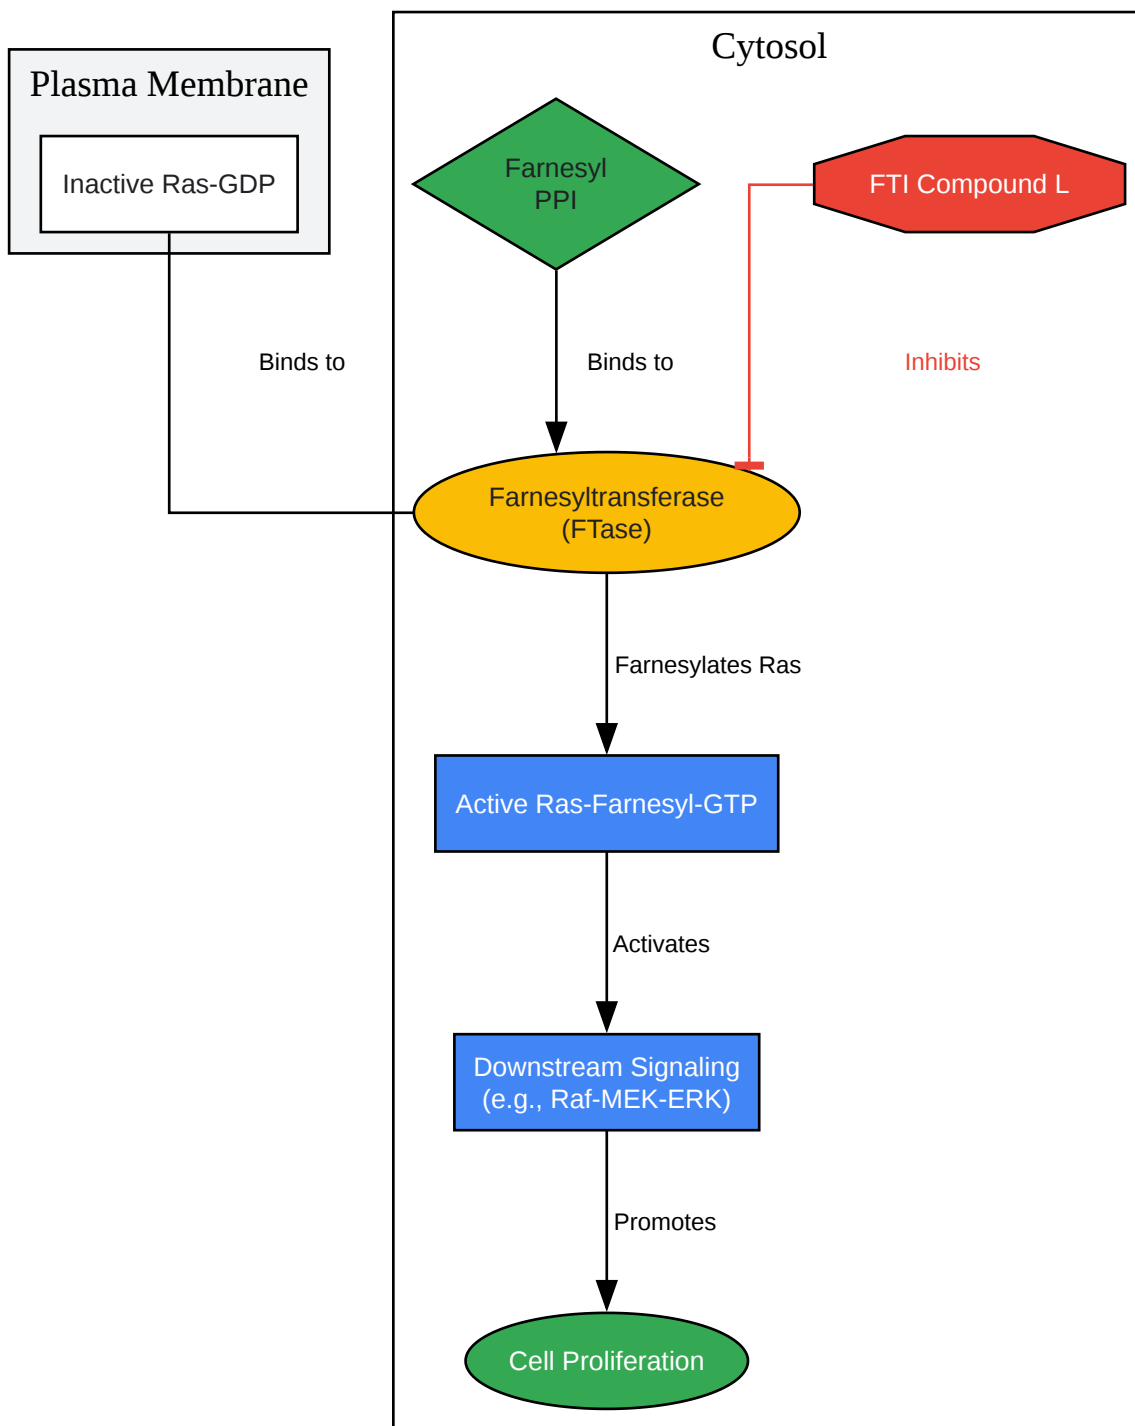 Cytosol
Plasma Membrane
Inactive Ras-GDP
Farnesyl
PPI
FTI Compound L
Binds to
Binds to
Inhibits
Farnesyltransferase
(FTase)
Farnesylates Ras
Active Ras-Farnesyl-GTP
Activates
Downstream Signaling
(e.g., Raf-MEK-ERK)
Promotes
Cell Proliferation